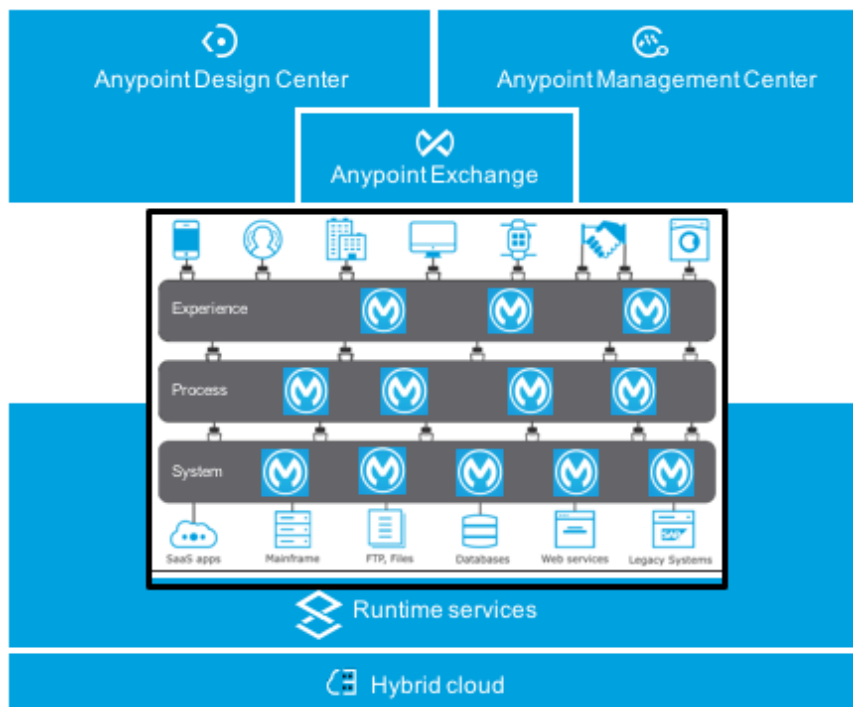 Anypoint Design Center
Anypoint Management Center
Anypoint Exchange
Experience
Process
System
SaaS apps
Mainframe
FTP, Files
Databases
Web services
Legacy Systems
SAP
Runtime services
Hybrid cloud